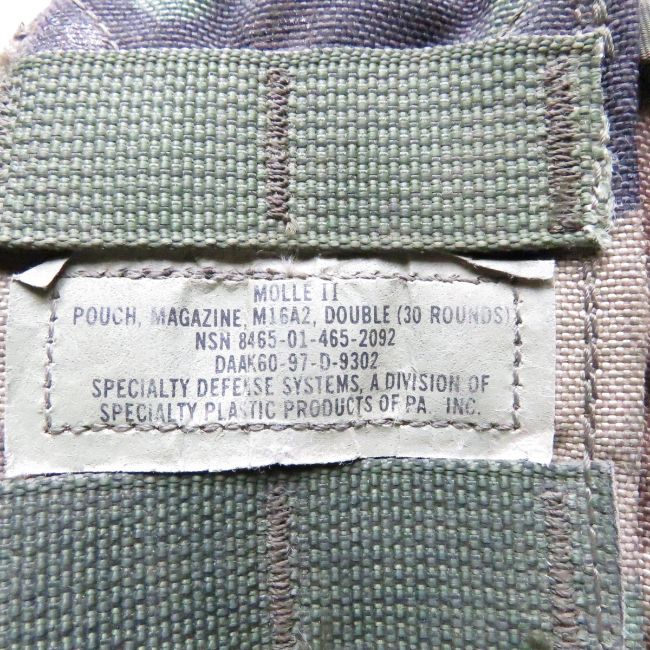 MOLLE II
POUCH, MAGAZINE, M16A2, DOUBLE (30 ROUNDS)
NSN 8465-01-465-2092
DAAK60-97-D-9302
SPECIALTY DEFENSE SYSTEMS, A DIVISION OF
SPECIALTY PLASTIC PRODUCTS OF PA. INC.